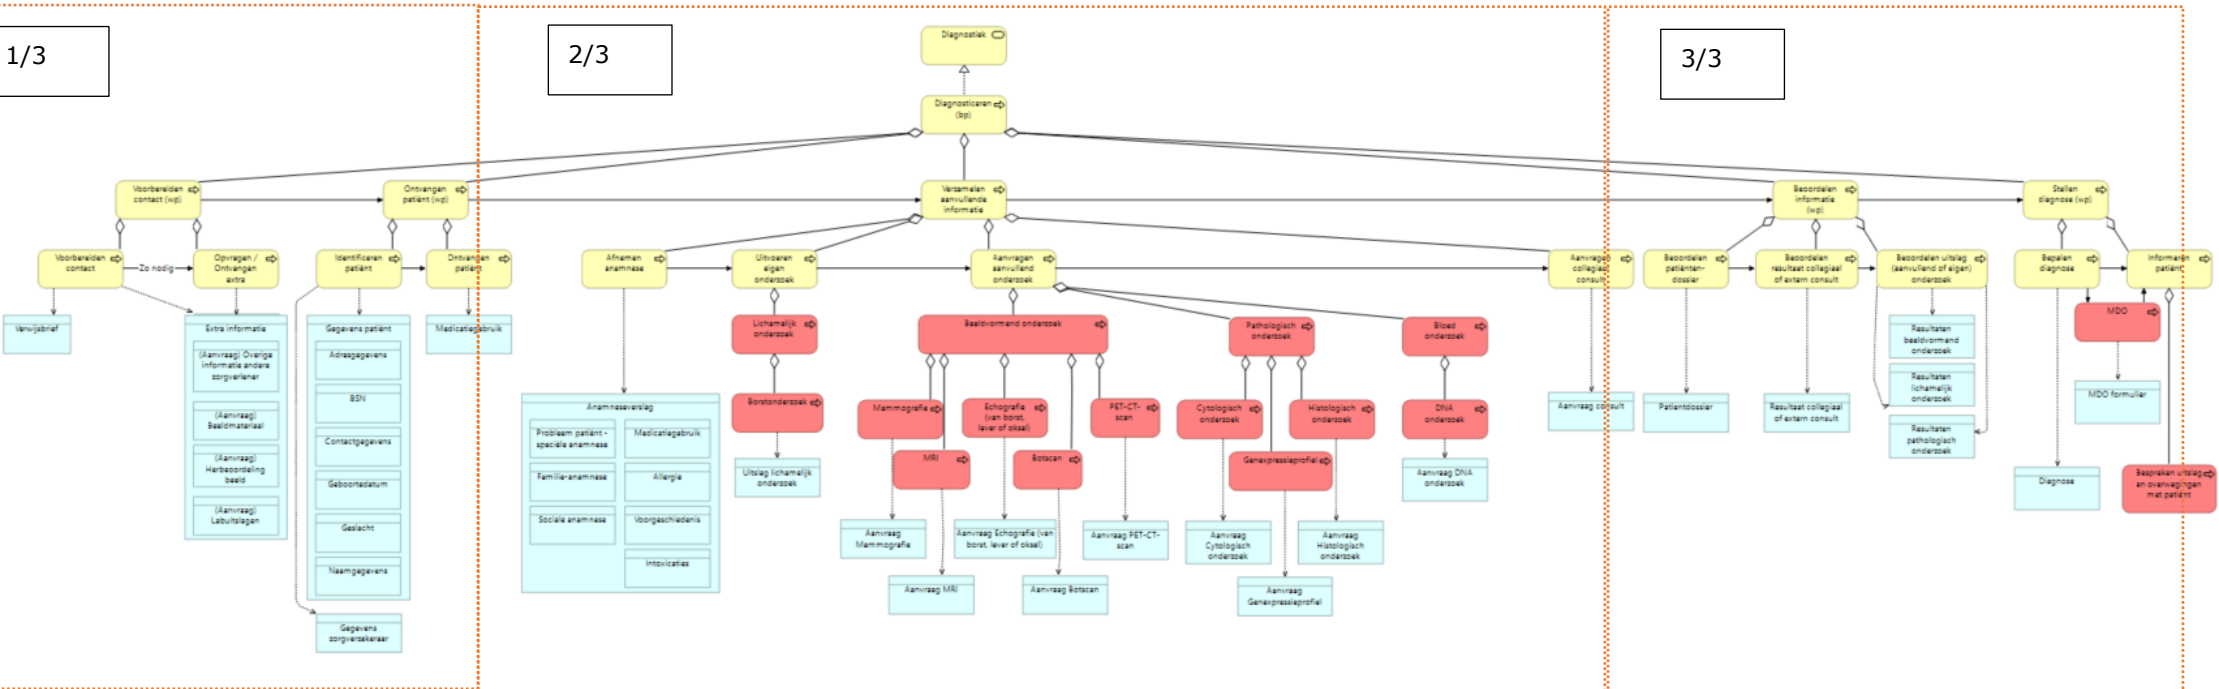 1/3
2/3
3/3
Diagnostiek
Diagnosticeren
(bp)
Voorbereiden
contact (wp)
Ontvangen
patiënt (wp)
Verzamelen
aanvullende
informatie
Beoordelen
informatie
(wp)
Stellen
diagnose (wp)
Voorbereiden
contact
Zo nodig
Opvragen /
Ontvangen
extra
Identificeren
patiënt
Ontvangen
patiënt
Afnemen
anamnese
Uitvoeren
eigen
onderzoek
Aanvragen
aanvullend
onderzoek
Aanvragen
collegiaal
consult
Beoordelen
patiënten-
dossier
Beoordelen
resultaat collegiaal
of extern consult
Beoordelen uitslag
(aanvullend of eigen)
onderzoek
Bepalen
diagnose
Informeren
patiënt
Verwijsbrief
Extra informatie
(Aanvraag) Overige
informatie andere
zorgverlener
(Aanvraag)
Beeldmateriaal
(Aanvraag)
Herbeoordeling
beeld
(Aanvraag)
Labuitslagen
Gegevens patiënt
Adresgegevens
BSN
Contactgegevens
Geboortedatum
Geslacht
Naamgegevens
Gegevens
zorgverzekeraar
Medicatiegebruik
Anamneseverslag
Probleem patiënt -
speciële anamnese
Familie-anamnese
Sociale anamnese
Medicatiegebruik
Allergie
Voorgeschiedenis
Intoxicaties
Lichamelijk
onderzoek
Borstonderzoek
Uitslag lichamelijk
onderzoek
Beeldvormend onderzoek
Mammografie
MRI
Echografie
(van borst,
lever of oksel)
Botscan
PET-CT-
scan
Aanvraag
Mammografie
Aanvraag MRI
Aanvraag Echografie (van
borst, lever of oksel)
Aanvraag Botscan
Aanvraag PET-CT-
scan
Pathologisch
onderzoek
Cytologisch
onderzoek
Genexpressieprofiel
Histologisch
onderzoek
Aanvraag
Cytologisch
onderzoek
Aanvraag
Genexpressieprofiel
Aanvraag
Histologisch
onderzoek
Bloed
onderzoek
DNA
onderzoek
Aanvraag DNA
onderzoek
Aanvraag consult
Patientdossier
Resultaat collegiaal
of extern consult
Resultaten
beeldvormend
onderzoek
Resultaten
lichamelijk
onderzoek
Resultaten
pathologisch
onderzoek
MDO
MDO formulier
Diagnose
Bespreken uitslag
en overwegingen
met patiënt